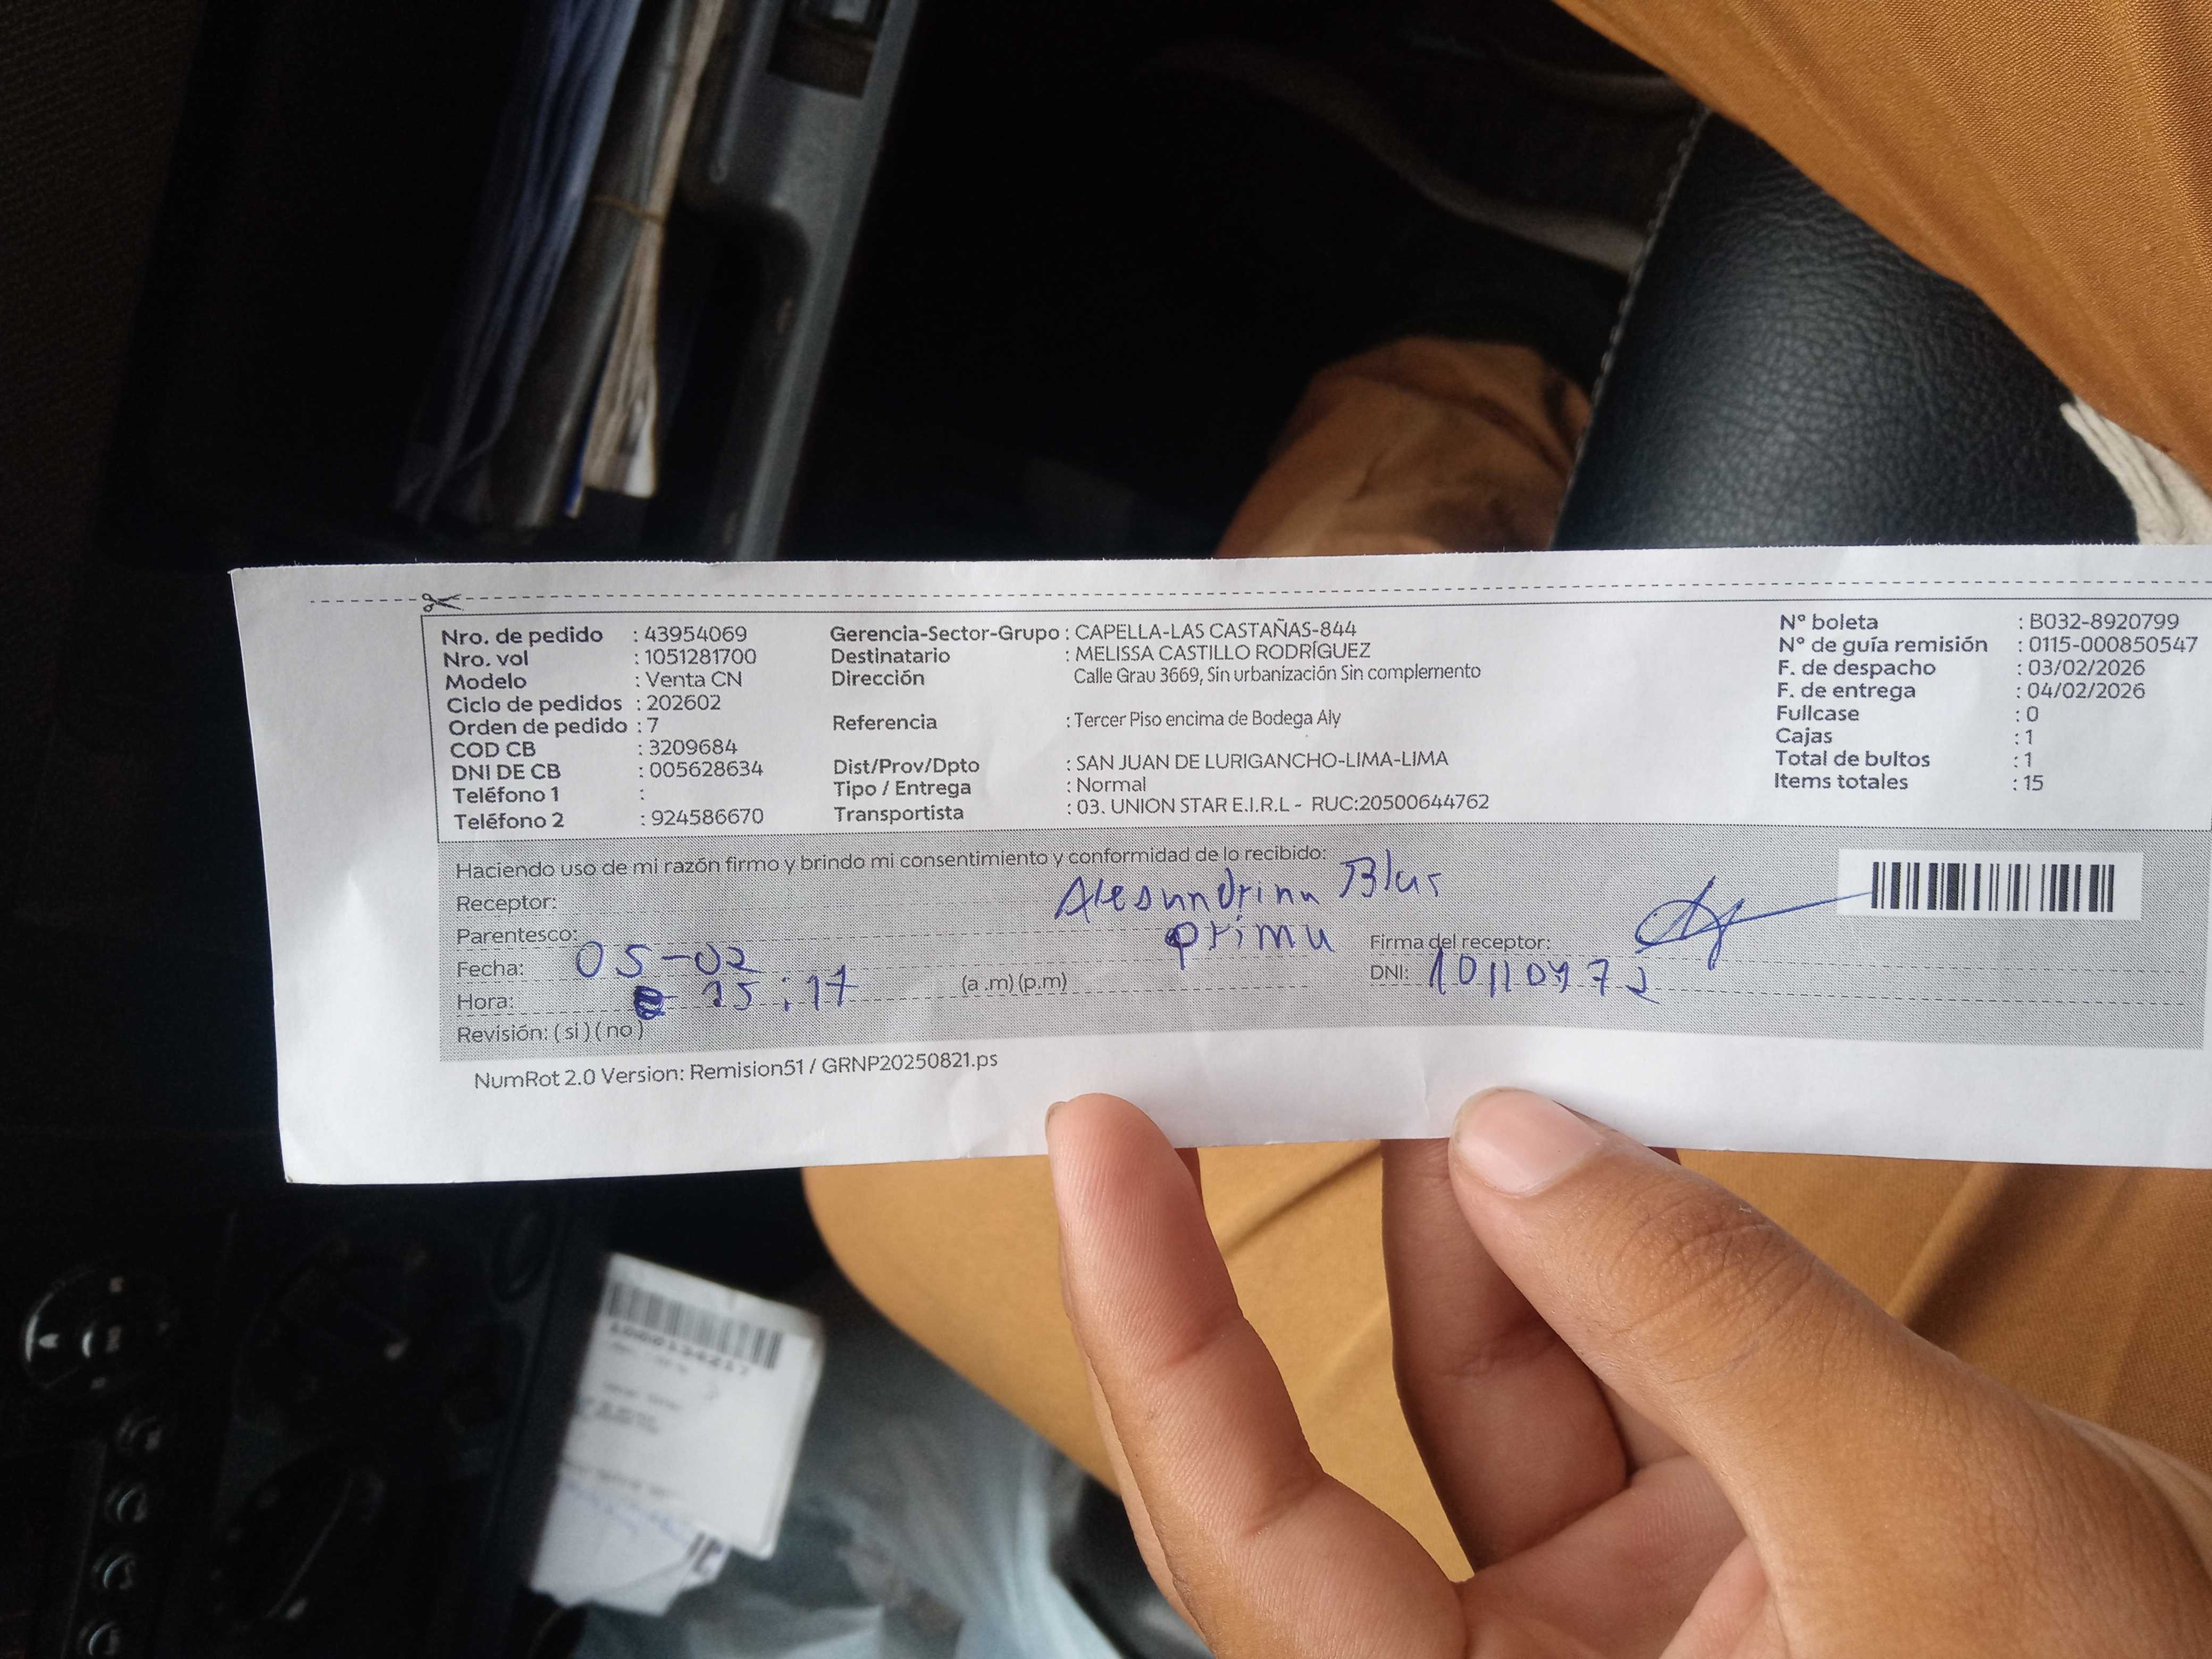 Nro. de pedido : 43954069
Nro. vol : 1051281700
Modelo : Venta CN
Ciclo de pedidos : 202602
Orden de pedido : 7
COD CB : 3209684
DNI DE CB : 005628634
Teléfono 1 :
Teléfono 2 : 924586670
Gerencia-Sector-Grupo : CAPELLA-LAS CASTAÑAS-844
Destinatario : MELISSA CASTILLO RODRÍGUEZ
Dirección Calle Grau 3669, Sin urbanización Sin complemento
Referencia : Tercer Piso encima de Bodega Aly
Dist/Prov/Dpto : SAN JUAN DE LURIGANCHO-LIMA-LIMA
Tipo / Entrega : Normal
Transportista : 03. UNION STAR E.I.R.L - RUC:20500644762
N° boleta : B032-8920799
N° de guía remisión : 0115-000850547
F. de despacho : 03/02/2026
F. de entrega : 04/02/2026
Fullcase : 0
Cajas : 1
Total de bultos : 1
Items totales : 15
Haciendo uso de mi razón firmo y brindo mi consentimiento y conformidad de lo recibido:
Receptor: Alesandrina Blas
Parentesco: prima
Firma del receptor:
Fecha: 05-02
DNI:
Hora: 15:17 (a .m) (p.m)
Revisión: ( si ) ( no )
NumRot 2.0 Version: Remision51 / GRNP20250821.ps